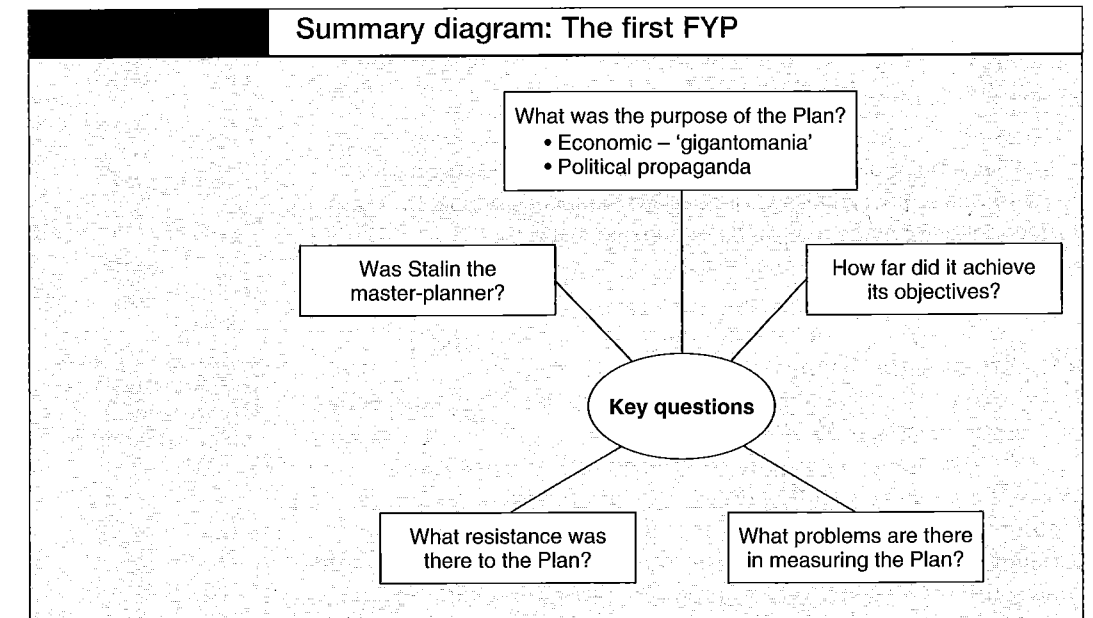 Summary diagram: The first FYP
What was the purpose of the Plan?
• Economic – 'gigantomania'
• Political propaganda
Was Stalin the
master-planner?
How far did it achieve
its objectives?
Key questions
What resistance was
there to the Plan?
What problems are there
in measuring the Plan?